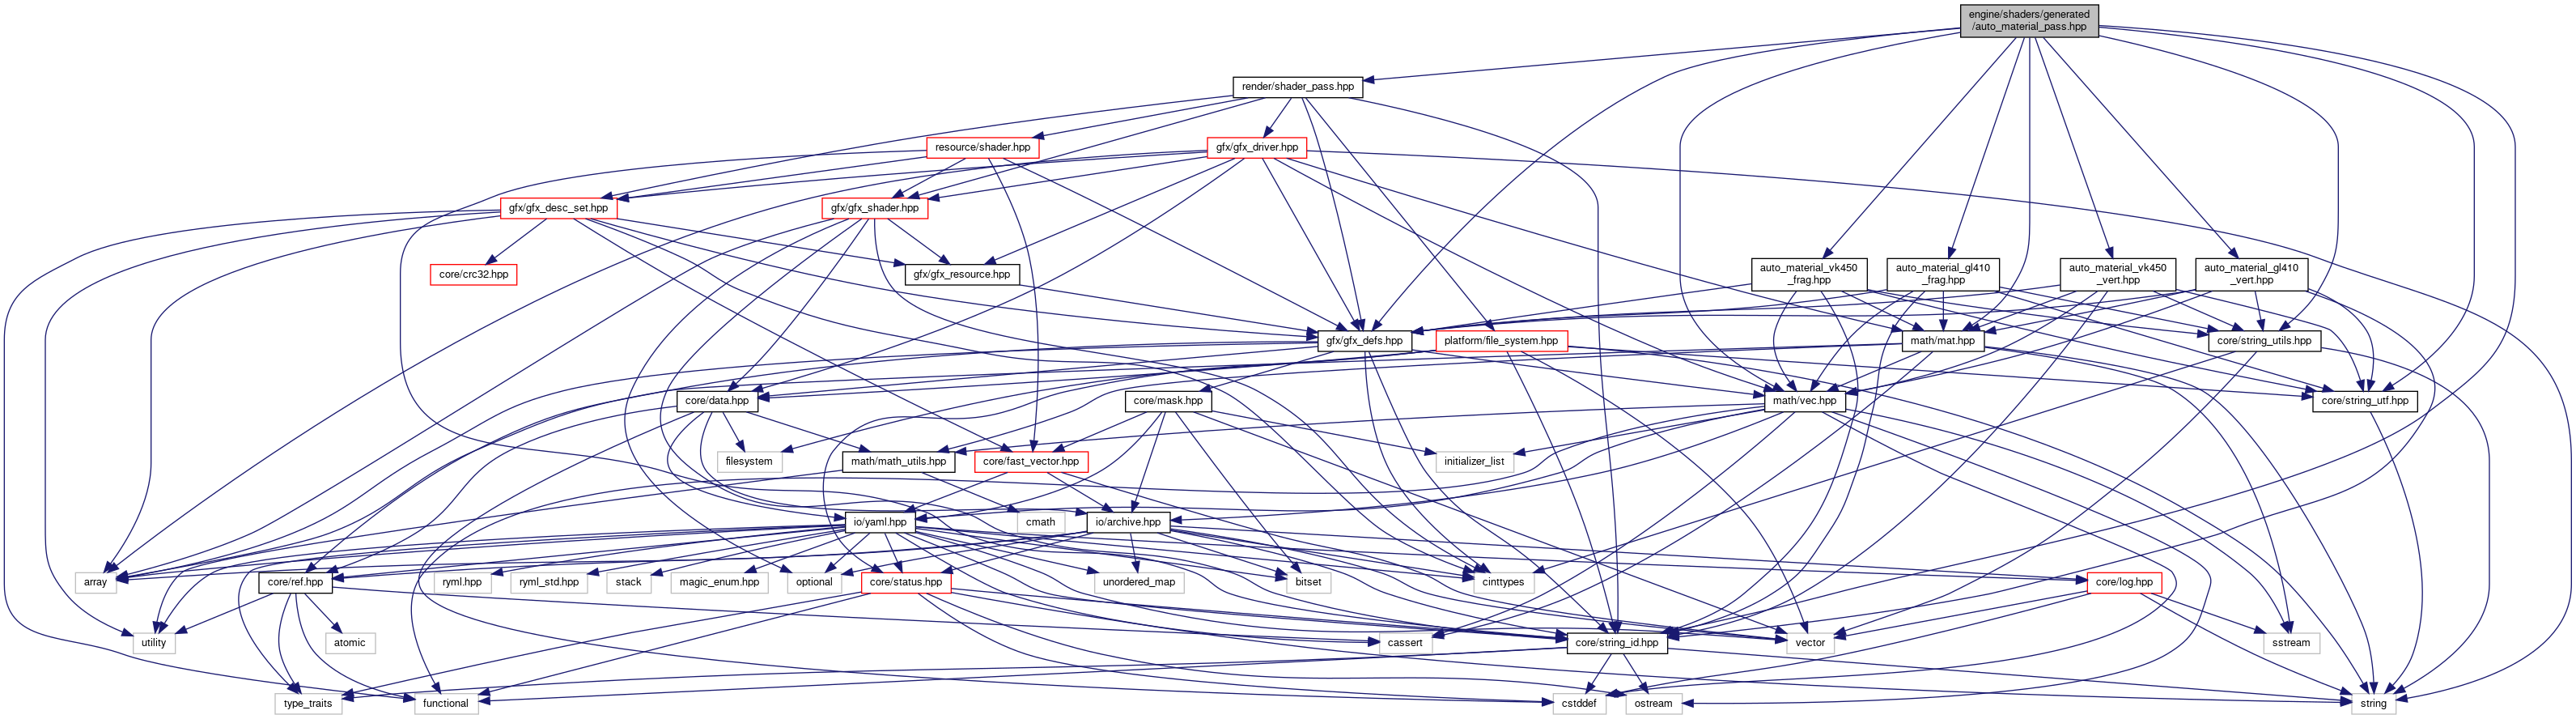 engine/shaders/generated
/auto_material_pass.hpp
render/shader_pass.hpp
resource/shader.hpp
gfx/gfx_driver.hpp
gfx/gfx_desc_set.hpp
gfx/gfx_shader.hpp
core/crc32.hpp
gfx/gfx_resource.hpp
auto_material_vk450
_frag.hpp
auto_material_gl410
_frag.hpp
auto_material_vk450
_vert.hpp
auto_material_gl410
_vert.hpp
gfx/gfx_defs.hpp
platform/file_system.hpp
math/mat.hpp
core/string_utils.hpp
core/data.hpp
core/mask.hpp
math/vec.hpp
core/string_utf.hpp
filesystem
math/math_utils.hpp
core/fast_vector.hpp
initializer_list
io/yaml.hpp
cmath
io/archive.hpp
array
core/ref.hpp
ryml.hpp
ryml_std.hpp
stack
magic_enum.hpp
optional
core/status.hpp
unordered_map
bitset
cinttypes
core/log.hpp
utility
atomic
cassert
core/string_id.hpp
vector
sstream
type_traits
functional
cstddef
ostream
string